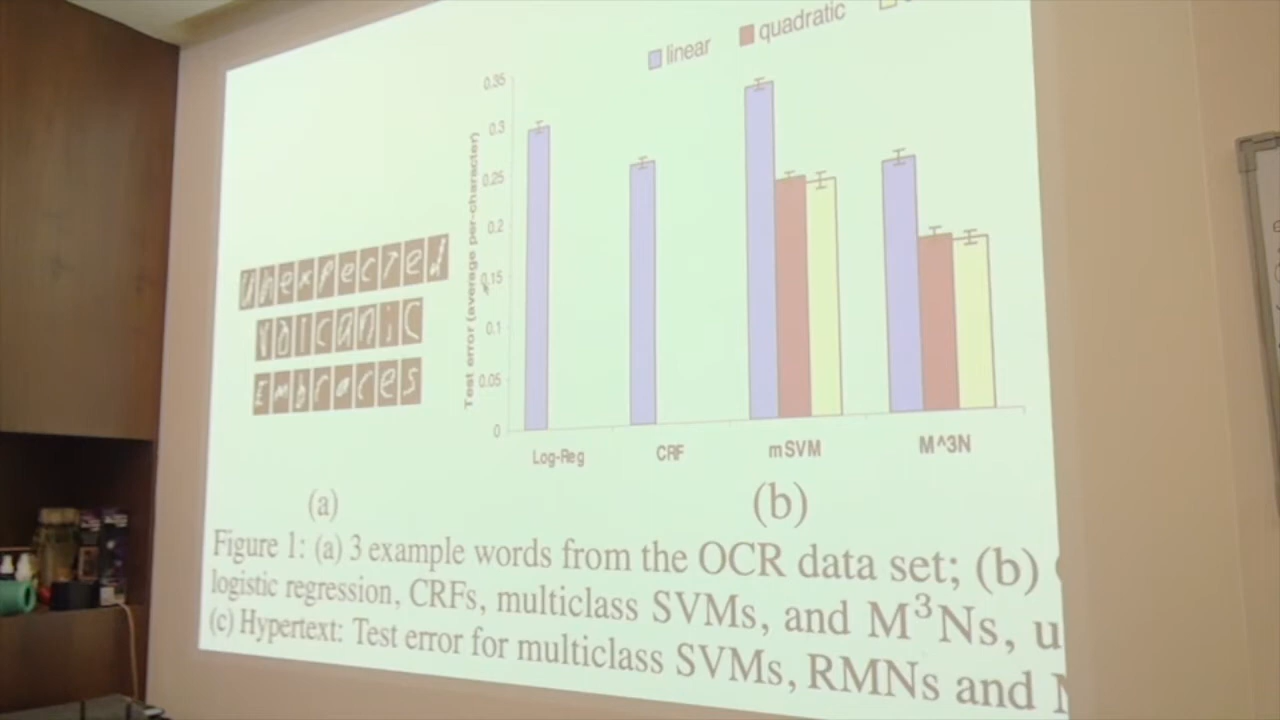 linear
quadratic
0.35
0.3
0.25
0.2
0.15
0.1
0.05
0
Test error (average per-character)
Unexpected
Volcanic
Embraces
Log-Reg
CRF
mSVM
M^3N
(a)
(b)
Figure 1: (a) 3 example words from the OCR data set; (b)
logistic regression, CRFs, multiclass SVMs, and M³Ns, u
(c) Hypertext: Test error for multiclass SVMs, RMNs and